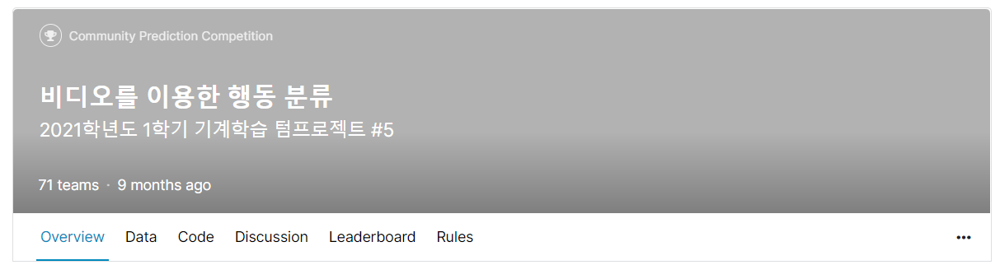 Community Prediction Competition
비디오를 이용한 행동 분류
2021학년도 1학기 기계학습 텀프로젝트 #5
71 teams · 9 months ago
Overview Data Code Discussion Leaderboard Rules